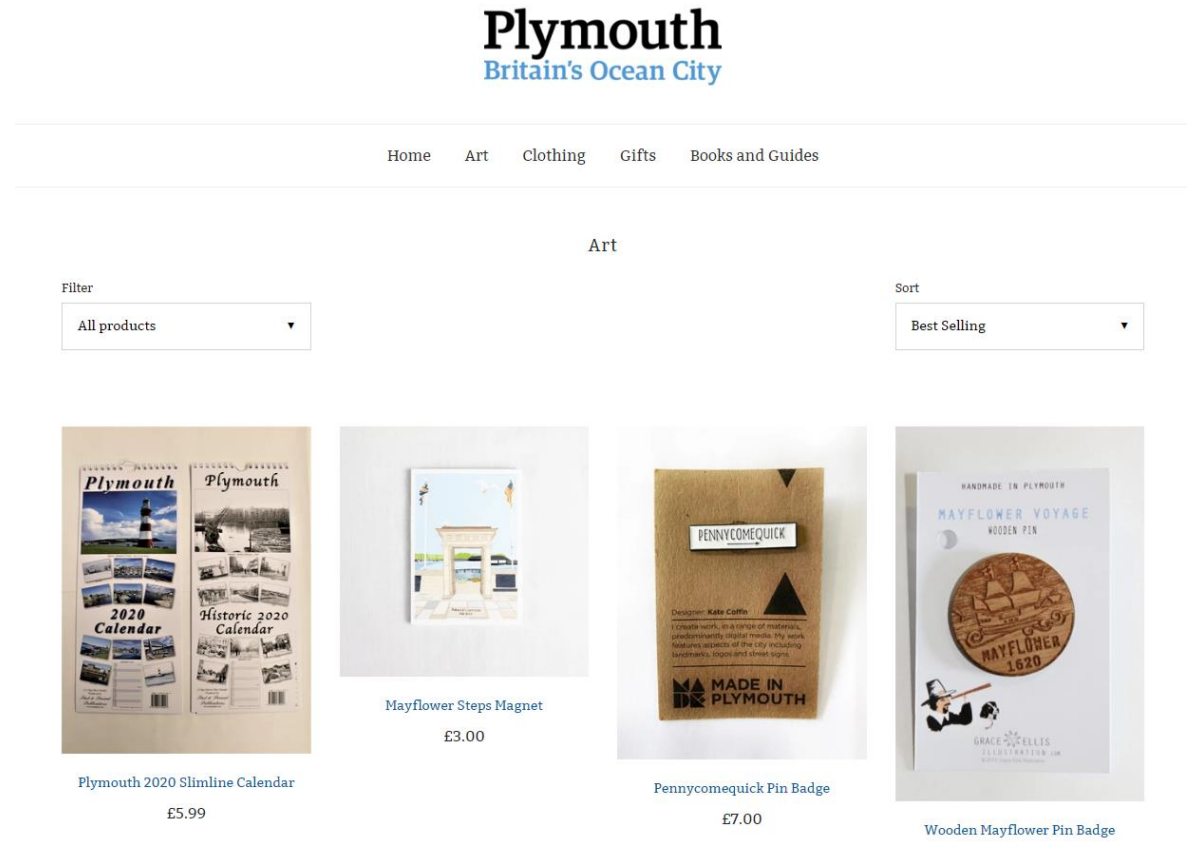 Plymouth
Britain's Ocean City
Home Art Clothing Gifts Books and Guides
Art
Filter
Sort
All products ▼
Best Selling ▼
Plymouth
2020
Calendar
Plymouth
Historic 2020
Calendar
Plymouth 2020 Slimline Calendar
£5.99
Mayflower Steps Magnet
£3.00
PENNYCOMEQUICK
Designer: Kate Coffin
I create work, in a range of materials,
predominantly digital media. My work
features aspects of the city including
landmarks, logos and street signs.
MADE
MADE IN
PLYMOUTH
Pennycomequick Pin Badge
£7.00
HANDMADE IN PLYMOUTH
MAYFLOWER VOYAGE
WOODEN PIN
MAYFLOWER
1620
GRACE ELLIS
ILLUSTRATION.COM
Wooden Mayflower Pin Badge